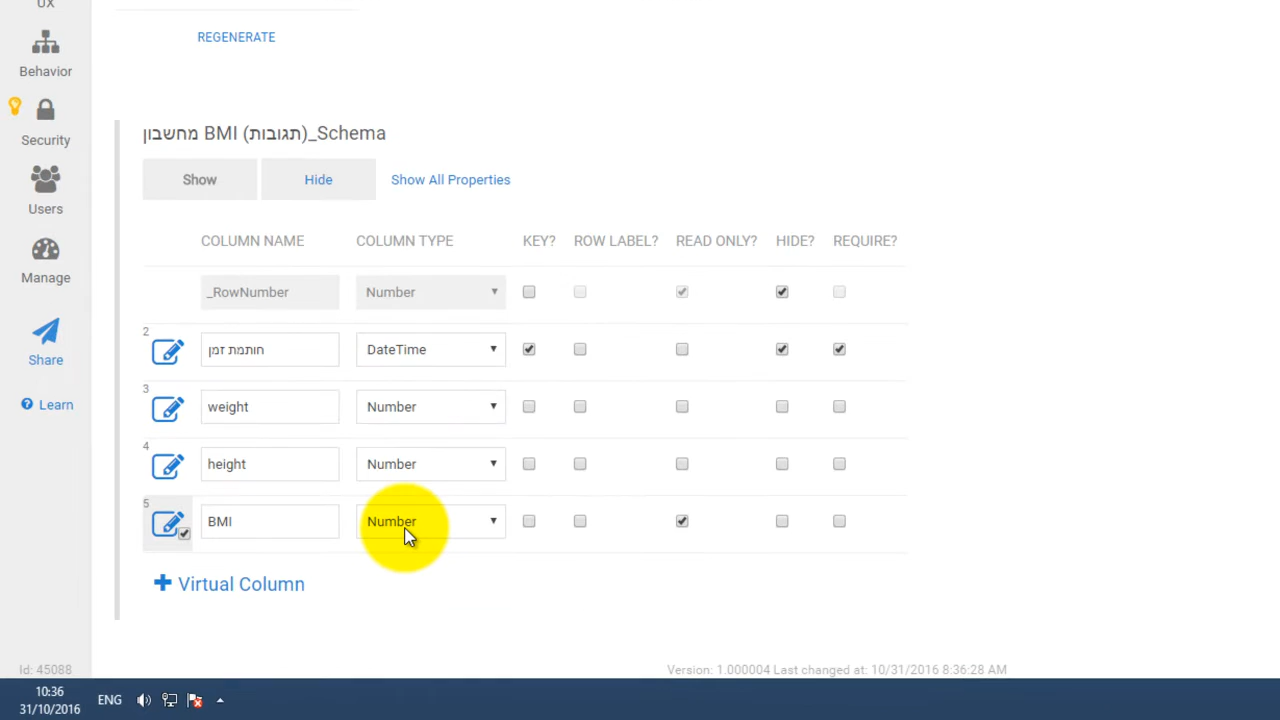 UX
REGENERATE
Behavior
Security
מחשבון BMI (תגובות)_Schema
Show
Hide
Show All Properties
Users
COLUMN NAME
COLUMN TYPE
KEY?
ROW LABEL?
READ ONLY?
HIDE?
REQUIRE?
Manage
_RowNumber
Number
2
חותמת זמן
DateTime
Share
3
weight
Number
Learn
4
height
Number
5
BMI
Number
Virtual Column
Id: 45088
Version: 1.000004 Last changed at: 10/31/2016 8:36:28 AM
10:36
31/10/2016
ENG